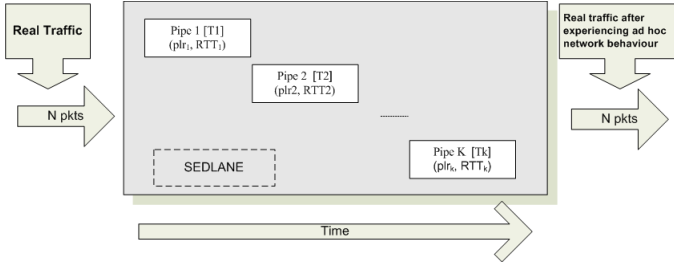 Real Traffic
N pkts
Pipe 1 [T1]
(plr₁, RTT₁)
Pipe 2 [T2]
(plr2, RTT2)
Pipe K [Tk]
(plrₖ, RTTₖ)
SEDLANE
Real traffic after
experiencing ad hoc
network behaviour
N pkts
Time